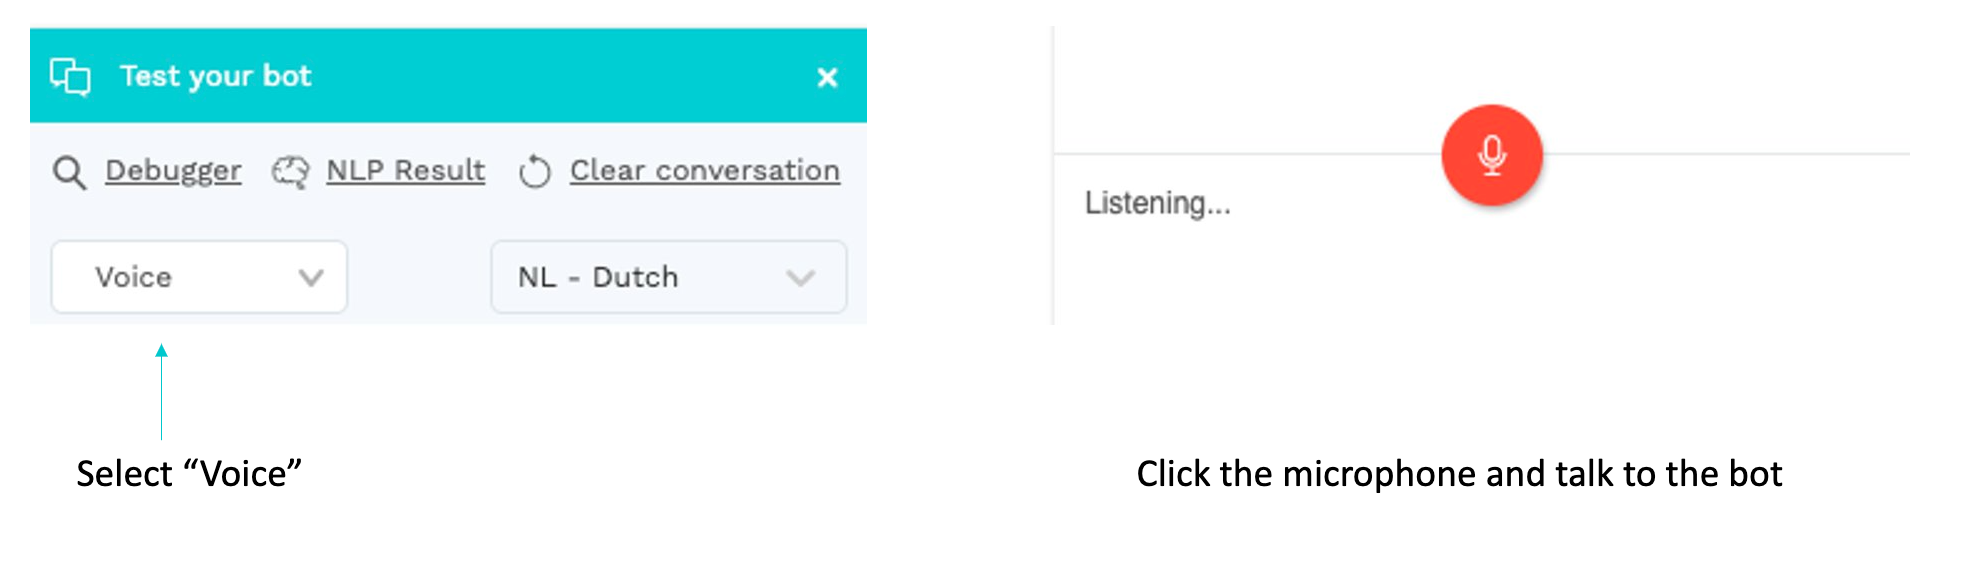 Test your bot
Debugger NLP Result Clear conversation
Voice NL - Dutch
Select “Voice”
Listening...
Click the microphone and talk to the bot